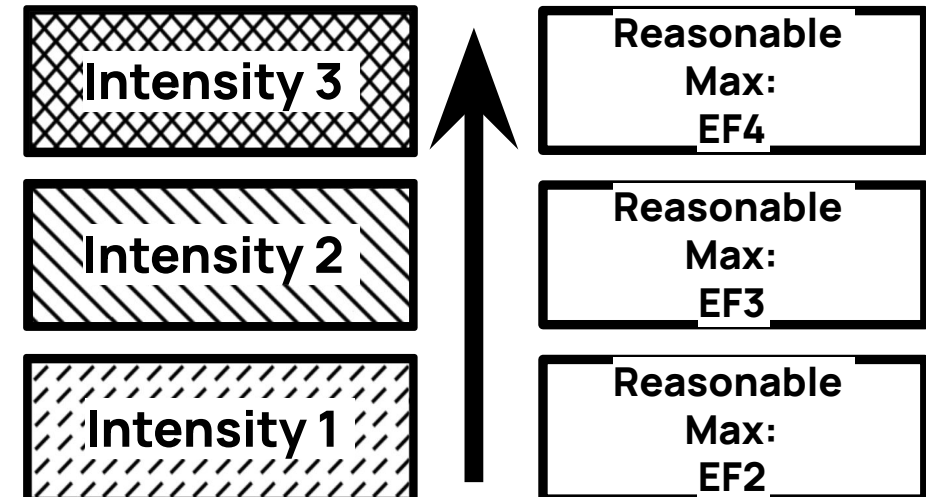 Intensity 3
Reasonable
Max:
EF4
Intensity 2
Reasonable
Max:
EF3
Intensity 1
Reasonable
Max:
EF2